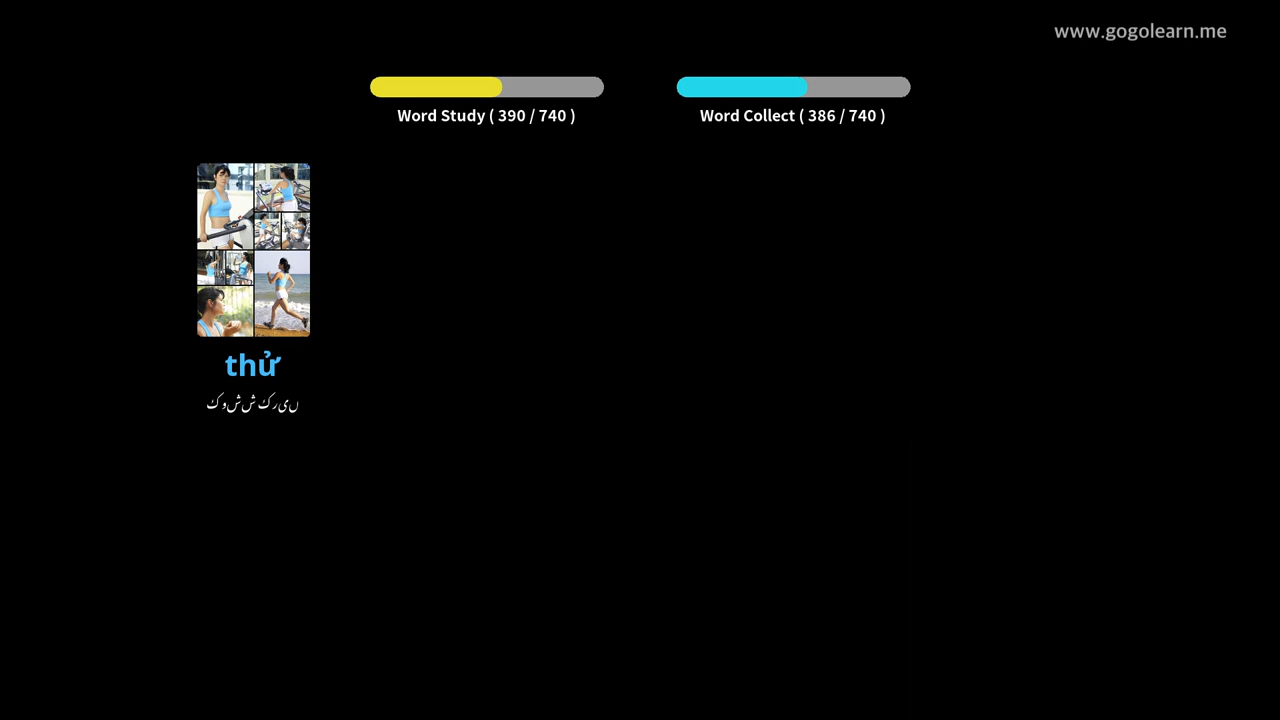 www.gogolearn.me
Word Study ( 390 / 740 )
Word Collect ( 386 / 740 )
thử
کوشش کریں